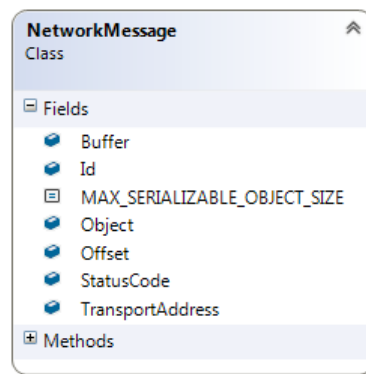 NetworkMessage
Class
Fields
Buffer
Id
MAX_SERIALIZABLE_OBJECT_SIZE
Object
Offset
StatusCode
TransportAddress
Methods